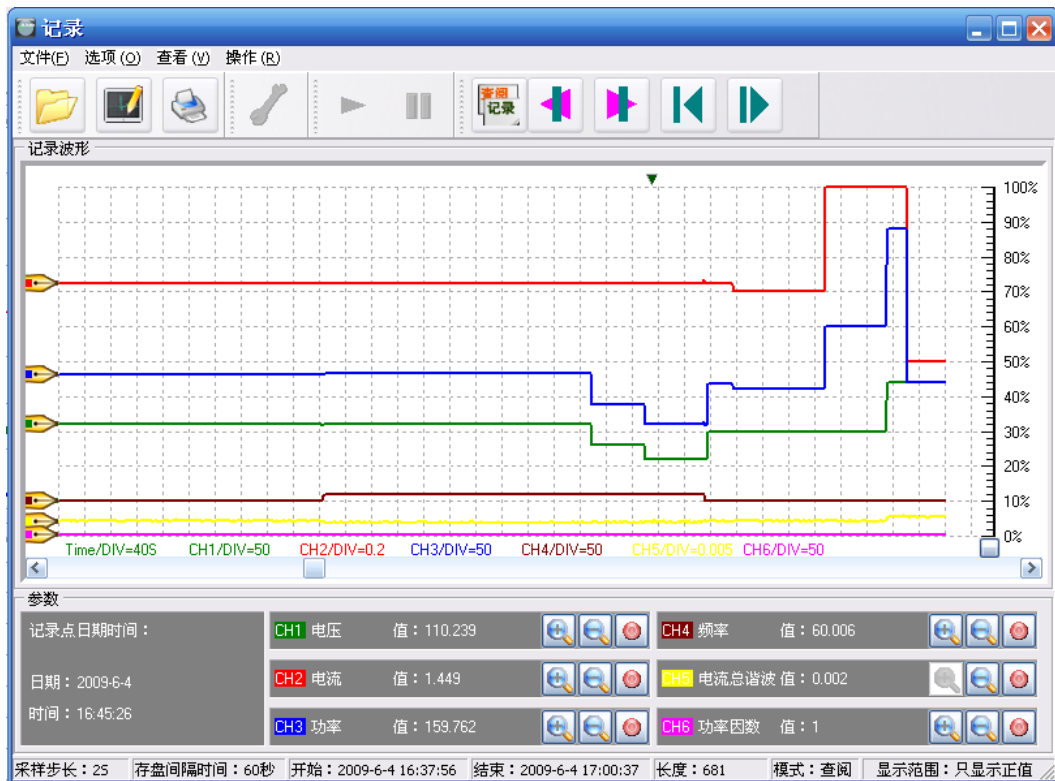 记录
文件(F) 选项(O) 查看(V) 操作(R)
查阅
记录
记录波形
100%
90%
80%
70%
60%
50%
40%
30%
20%
10%
0%
Time/DIV=40S CH1/DIV=50 CH2/DIV=0.2 CH3/DIV=50 CH4/DIV=50 CH5/DIV=0.005 CH6/DIV=50
参数
记录点日期时间：
日期：2009-6-4
时间：16:45:26
CH1 电压 值：110.239
CH2 电流 值：1.449
CH3 功率 值：159.762
CH4 频率 值：60.006
CH5 电流总谐波 值：0.002
CH6 功率因数 值：1
采样步长：2S 存盘间隔时间：60秒 开始：2009-6-4 16:37:56 结束：2009-6-4 17:00:37 长度：681 模式：查阅 显示范围：只显示正值